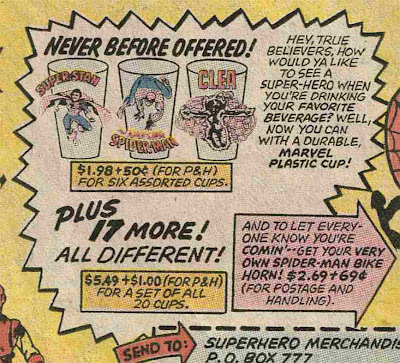 NEVER BEFORE OFFERED!
SUPER-STAN
SPIDER-MAN
CLEA
HEY, TRUE
BELIEVERS, HOW
WOULD YA LIKE
TO SEE A
SUPER-HERO WHEN
YOU'RE DRINKING
YOUR FAVORITE
BEVERAGE? WELL,
NOW YOU CAN
WITH A DURABLE,
MARVEL
PLASTIC CUP!
$1.98+50¢ (FOR P&H)
FOR SIX ASSORTED CUPS.
PLUS
17 MORE!
ALL DIFFERENT!
$5.49+$1.00 (FOR P&H)
FOR A SET OF ALL
20 CUPS.
AND TO LET EVERY-
ONE KNOW YOU'RE
COMIN'--GET YOUR VERY
OWN SPIDER-MAN BIKE
HORN! $2.69+69¢
(FOR POSTAGE AND
HANDLING).
SEND TO:
SUPERHERO MERCHANDIS
P.O. BOX 777